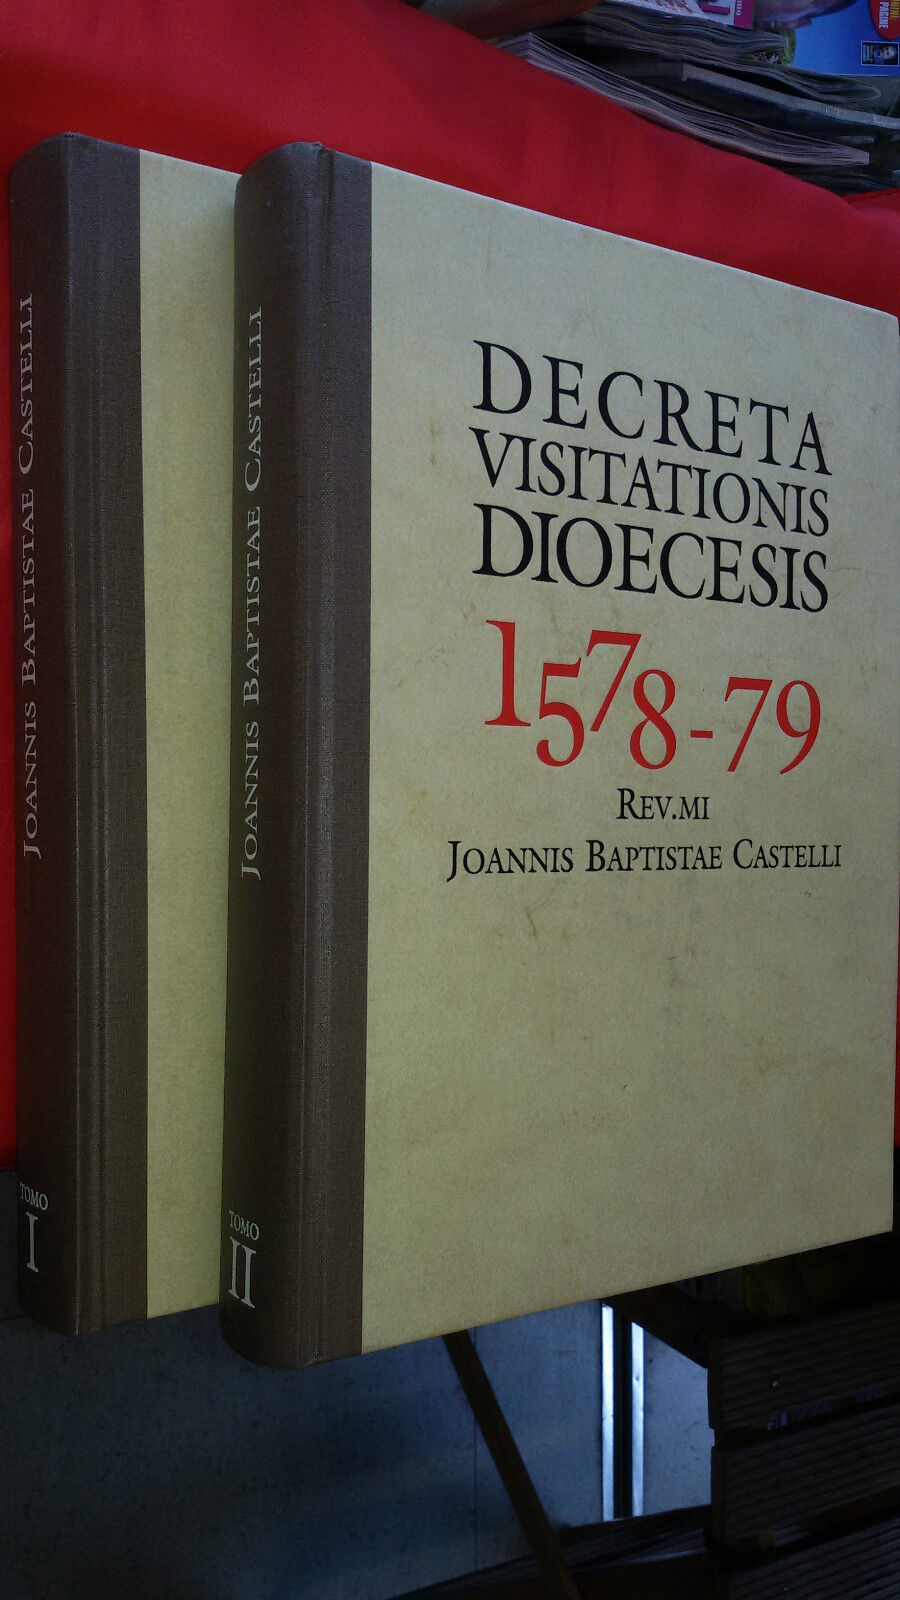 JOANNIS BAPTISTAE CASTELLI
TOMO
I
JOANNIS BAPTISTAE CASTELLI
TOMO
II
DECRETA
VISITATIONIS
DIOECESIS
1578-79
REV.MI
JOANNIS BAPTISTAE CASTELLI